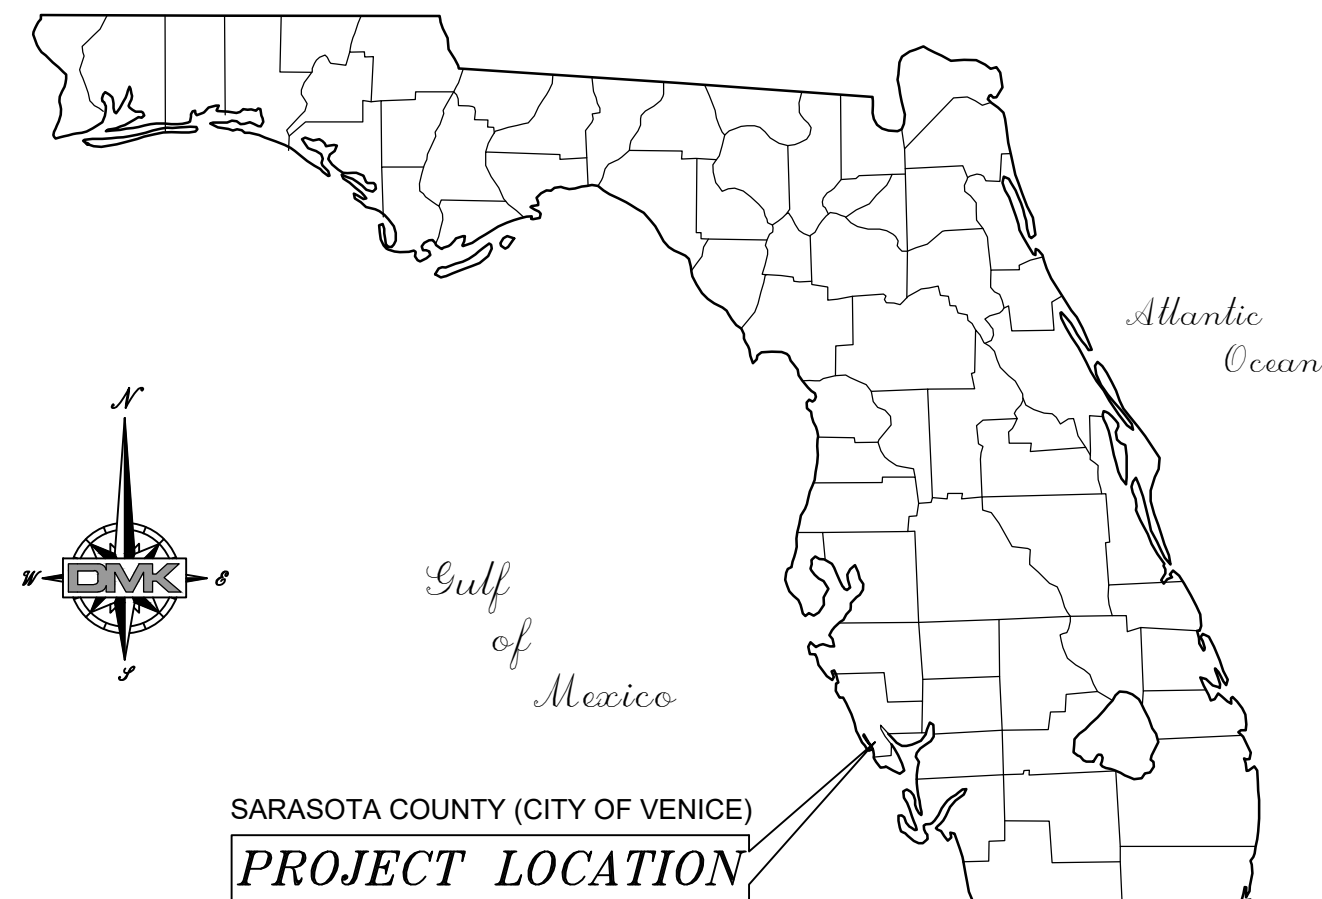 Atlantic
Ocean
N
W
DMK
E
S
Gulf
of
Mexico
SARASOTA COUNTY (CITY OF VENICE)
PROJECT LOCATION